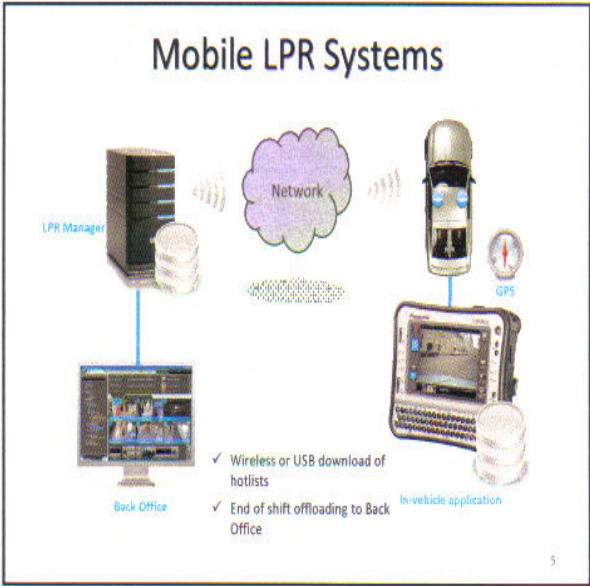 Mobile LPR Systems
Network
LPR Manager
GPS
✓ Wireless or USB download of
hotlists
✓ End of shift offloading to Back
Office
Back Office
In-vehicle application
5